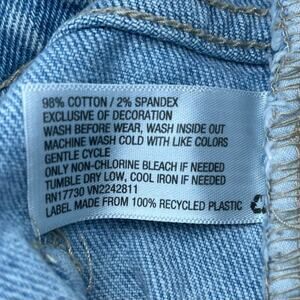 98% COTTON / 2% SPANDEX
EXCLUSIVE OF DECORATION
WASH BEFORE WEAR, WASH INSIDE OUT
MACHINE WASH COLD WITH LIKE COLORS
GENTLE CYCLE
ONLY NON-CHLORINE BLEACH IF NEEDED
TUMBLE DRY LOW, COOL IRON IF NEEDED
RN17730 VN2242811
LABEL MADE FROM 100% RECYCLED PLASTIC